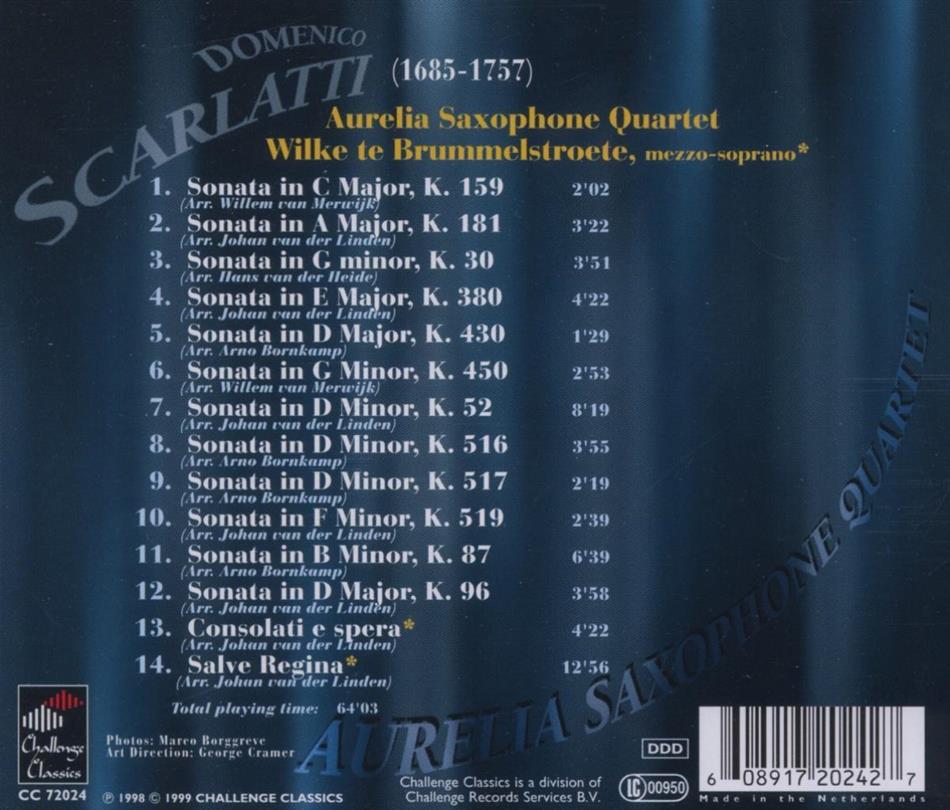 DOMENICO
SCARLATTI
(1685-1757)
Aurelia Saxophone Quartet
Wilke te Brummelstroete, mezzo-soprano*
1. Sonata in C Major, K. 159 2'02
(Arr. Willem van Merwijk)
2. Sonata in A Major, K. 181 3'22
(Arr. Johan van der Linden)
3. Sonata in G minor, K. 30 3'51
(Arr. Hans van der Heide)
4. Sonata in E Major, K. 380 4'22
(Arr. Johan van der Linden)
5. Sonata in D Major, K. 430 1'29
(Arr. Arno Bornkamp)
6. Sonata in G Minor, K. 450 2'53
(Arr. Willem van Merwijk)
7. Sonata in D Minor, K. 52 8'19
(Arr. Johan van der Linden)
8. Sonata in D Minor, K. 516 3'55
(Arr. Arno Bornkamp)
9. Sonata in D Minor, K. 517 2'19
(Arr. Arno Bornkamp)
10. Sonata in F Minor, K. 519 2'39
(Arr. Johan van der Linden)
11. Sonata in B Minor, K. 87 6'39
(Arr. Arno Bornkamp)
12. Sonata in D Major, K. 96 3'58
(Arr. Johan van der Linden)
13. Consolati e spera* 4'22
(Arr. Johan van der Linden)
14. Salve Regina* 12'56
(Arr. Johan van der Linden)
Total playing time: 64'03
AURELIA SAXOPHONE QUARTET
Challenge
Classics
CC 72024
Photos: Marco Borggreve
Art Direction: George Cramer
℗ 1998 © 1999 CHALLENGE CLASSICS
Challenge Classics is a division of
Challenge Records Services B.V.
DDD
LC 00950
6 08917 20242 7
Made in the Netherlands